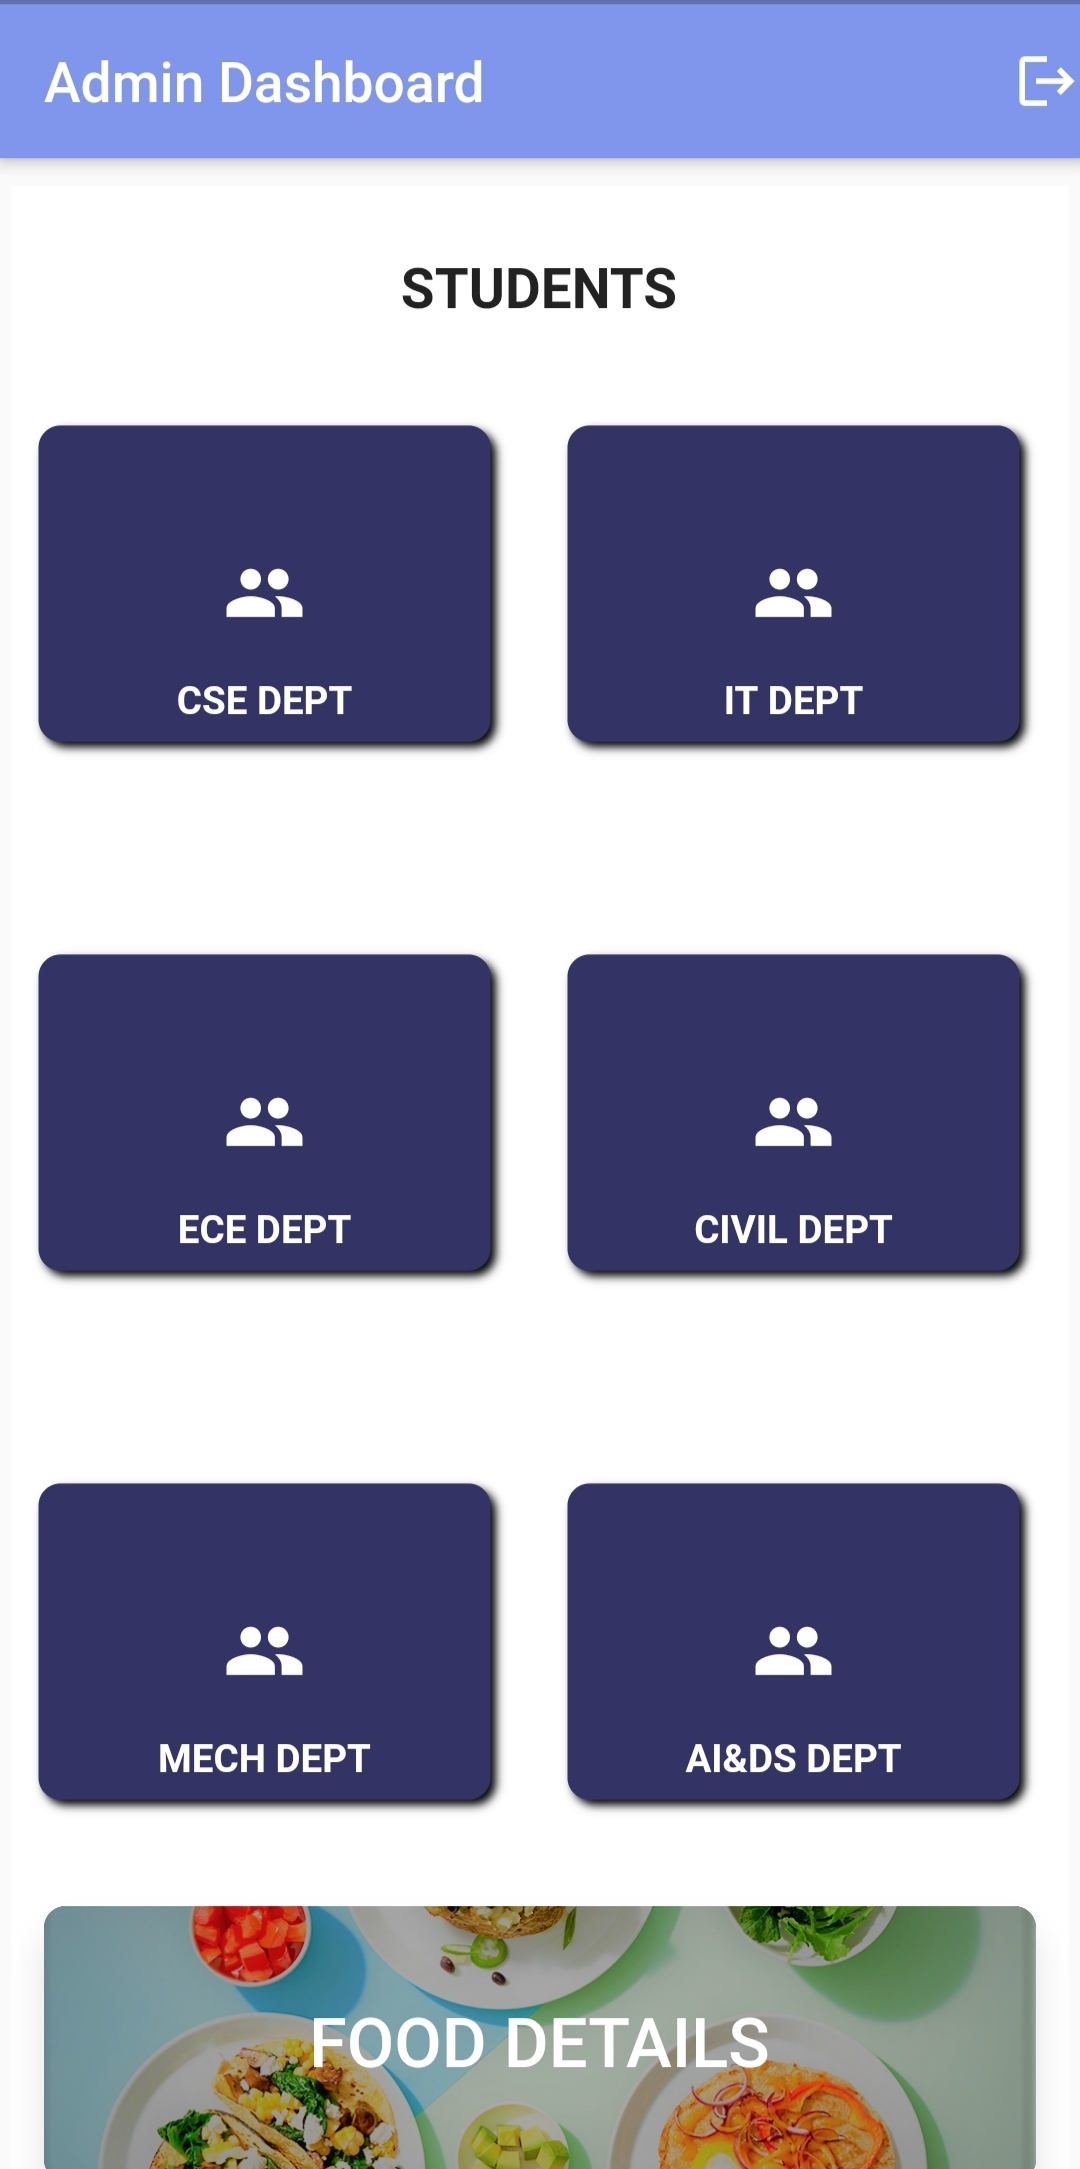 Admin Dashboard
STUDENTS
CSE DEPT
IT DEPT
ECE DEPT
CIVIL DEPT
MECH DEPT
AI&DS DEPT
FOOD DETAILS